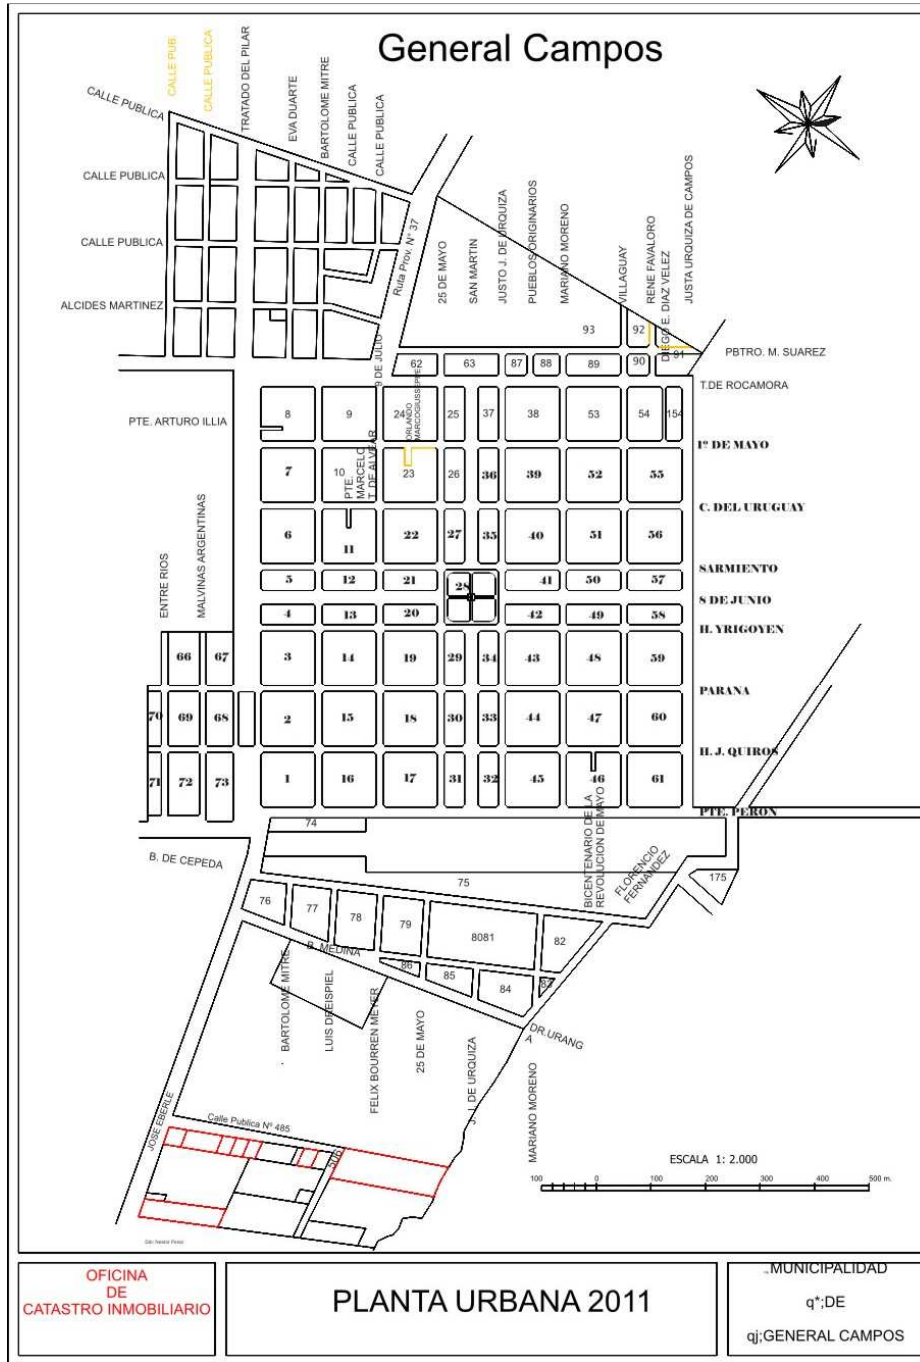 General Campos
CALLE PUB
CALLE PUBLICA
TRATADO DEL PILAR
EVA DUARTE
BARTOLOME MITRE
CALLE PUBLICA
CALLE PUBLICA
CALLE PUBLICA
CALLE PUBLICA
CALLE PUBLICA
ALCIDES MARTINEZ
Ruta Prov. N° 37
25 DE MAYO
SAN MARTIN
JUSTO J. DE URQUIZA
PUEBLOS ORIGINARIOS
MARIANO MORENO
VILLAGUAY
RENE FAVALORO
DIEGO E. DIAZ VELEZ
JUSTA URQUIZA DE CAMPOS
93
92
91
PBTRO. M. SUAREZ
9 DE JULIO
62
63
87
88
89
90
T.DE ROCAMORA
PTE. ARTURO ILLIA
8
9
24
ORLANDO
MARCOGIUSSEPPE
25
37
38
53
54
154
1º DE MAYO
7
10
PTE.
MARCELO
T. DE ALVEAR
23
26
36
39
52
55
C. DEL URUGUAY
6
11
22
27
35
40
51
56
SARMIENTO
ENTRE RIOS
MALVINAS ARGENTINAS
5
12
21
28
41
50
57
8 DE JUNIO
4
13
20
42
49
58
H. YRIGOYEN
66
67
3
14
19
29
34
43
48
59
PARANA
70
69
68
2
15
18
30
33
44
47
60
H. J. QUIROS
71
72
73
1
16
17
31
32
45
46
61
PTE. PERON
74
B. DE CEPEDA
75
BICENTENARIO DE LA
REVOLUCION DE MAYO
FLORENCIO
FERNANDEZ
175
76
77
78
79
8081
82
B. MEDINA
86
85
84
83
DR.URANG
A
BARTOLOME MITRE
LUIS DREISPIEL
FELIX BOURREN MEYER
25 DE MAYO
J. J. DE URQUIZA
MARIANO MORENO
JOSE EBERLE
Calle Publica Nº 485
506
ESCALA 1: 2.000
100 0 100 200 300 400 500 m.
OFICINA
DE
CATASTRO INMOBILIARIO
PLANTA URBANA 2011
.,MUNICIPALIDAD
q*;DE
qj;GENERAL CAMPOS